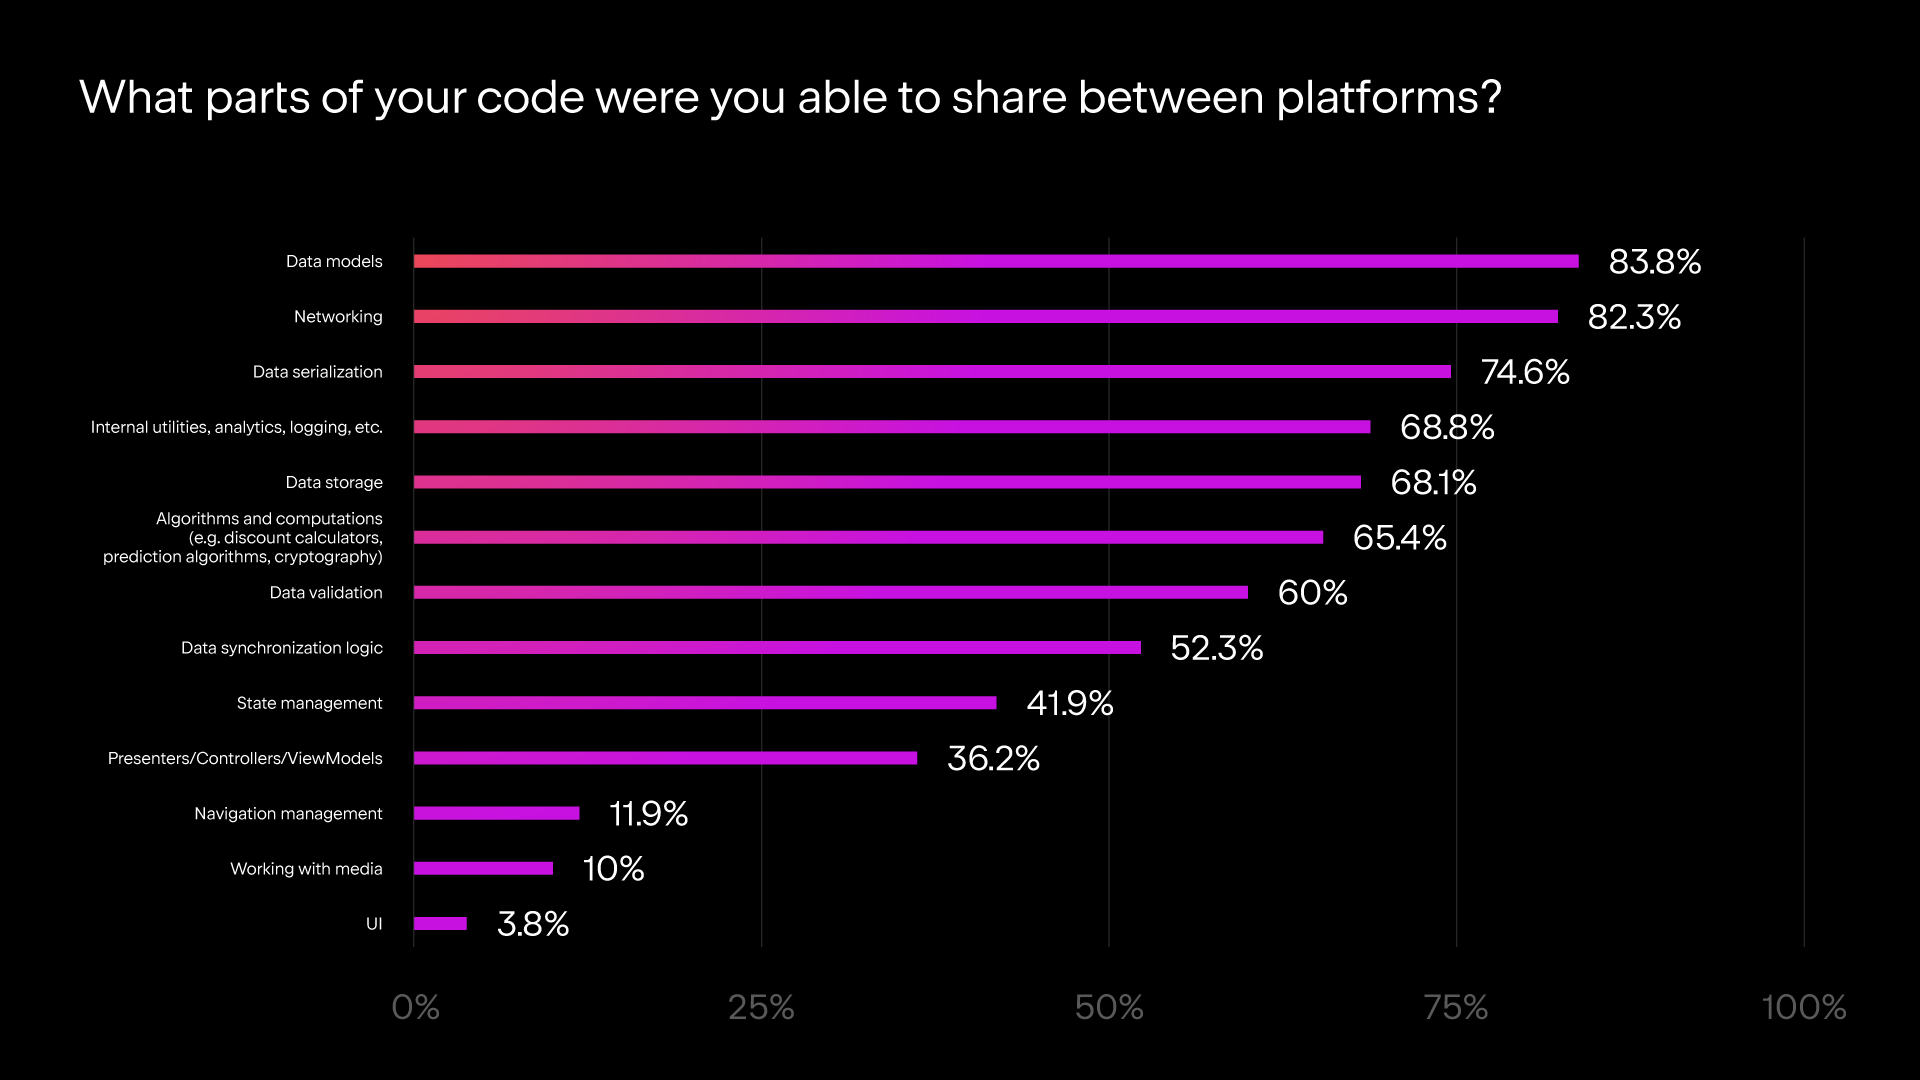 What parts of your code were you able to share between platforms?
Data models 83.8%
Networking 82.3%
Data serialization 74.6%
Internal utilities, analytics, logging, etc. 68.8%
Data storage 68.1%
Algorithms and computations
(e.g. discount calculators, 65.4%
prediction algorithms, cryptography)
Data validation 60%
Data synchronization logic 52.3%
State management 41.9%
Presenters/Controllers/ViewModels 36.2%
Navigation management 11.9%
Working with media 10%
UI 3.8%
0% 25% 50% 75% 100%